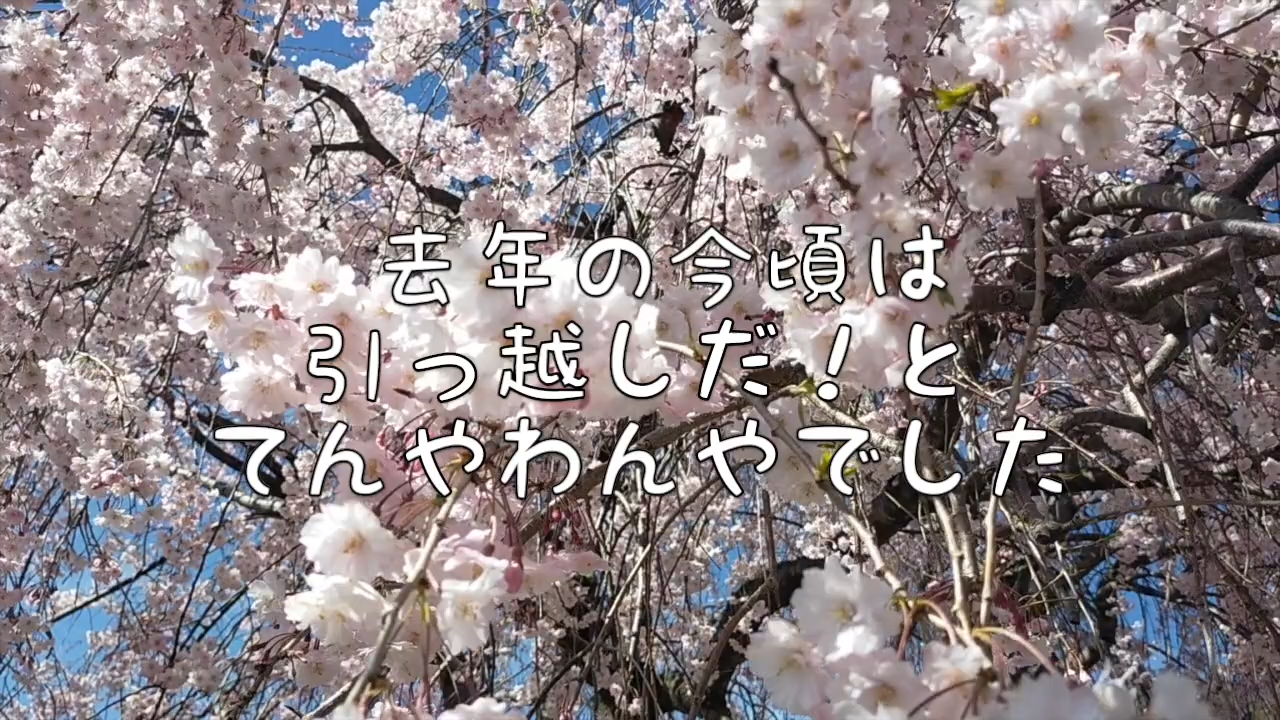 去年の今頃は
引っ越しだ！と
てんやわんやでした